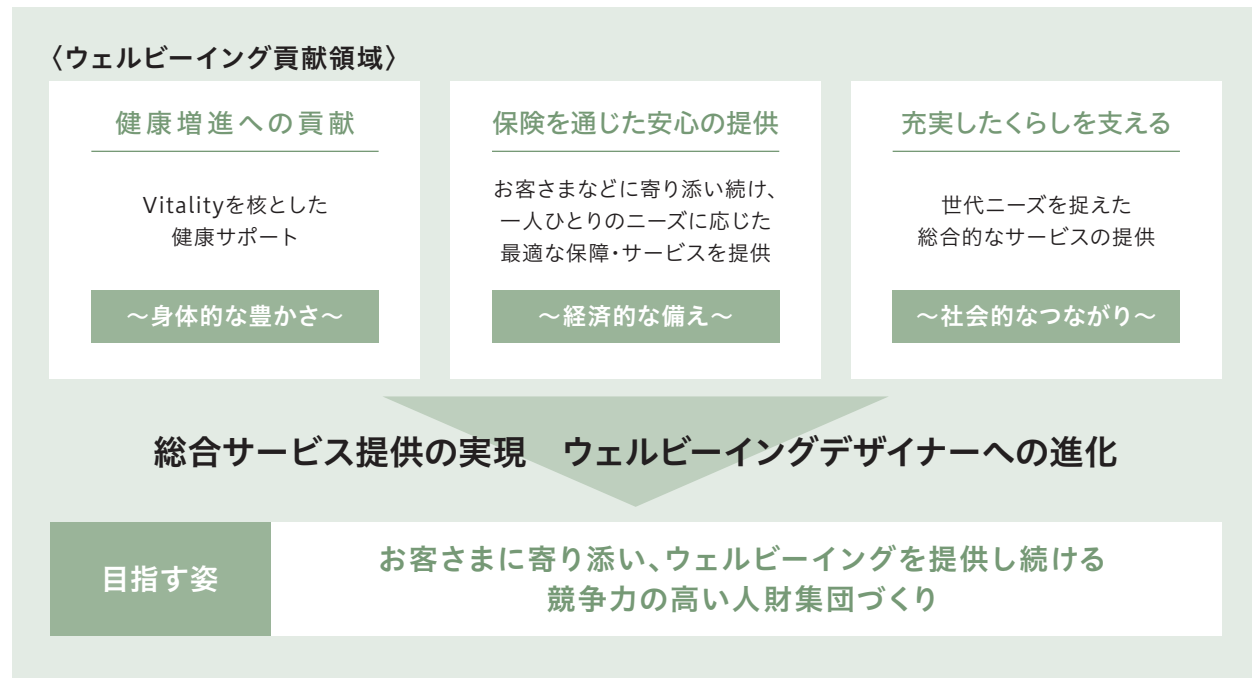 〈ウェルビーイング貢献領域〉
健康増進への貢献
Vitalityを核とした
健康サポート
～身体的な豊かさ～
保険を通じた安心の提供
お客さまなどに寄り添い続け、
一人ひとりのニーズに応じた
最適な保障・サービスを提供
～経済的な備え～
充実したくらしを支える
世代ニーズを捉えた
総合的なサービスの提供
～社会的なつながり～
総合サービス提供の実現　ウェルビーイングデザイナーへの進化
目指す姿
お客さまに寄り添い、ウェルビーイングを提供し続ける
競争力の高い人財集団づくり